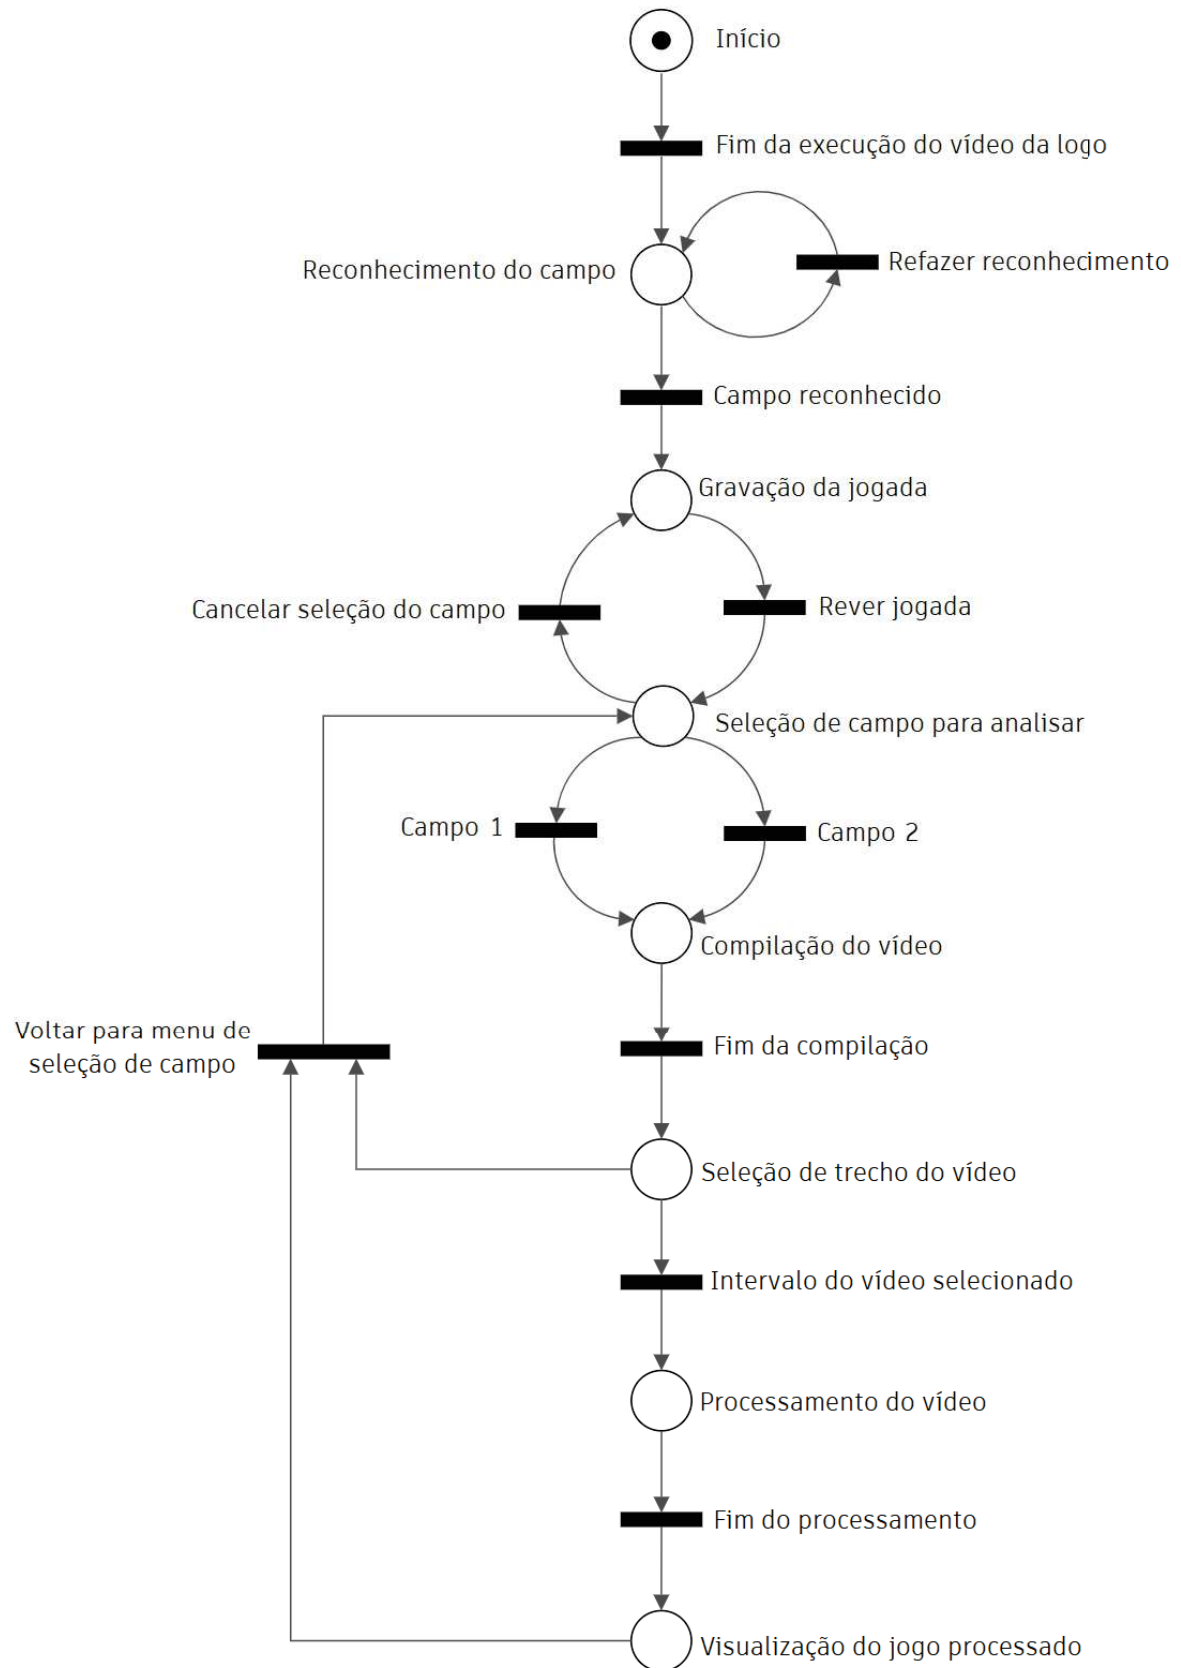 Início
Fim da execução do vídeo da logo
Refazer reconhecimento
Reconhecimento do campo
Campo reconhecido
Gravação da jogada
Cancelar seleção do campo
Rever jogada
Seleção de campo para analisar
Campo 1
Campo 2
Compilação do vídeo
Voltar para menu de
seleção de campo
Fim da compilação
Seleção de trecho do vídeo
Intervalo do vídeo selecionado
Processamento do vídeo
Fim do processamento
Visualização do jogo processado